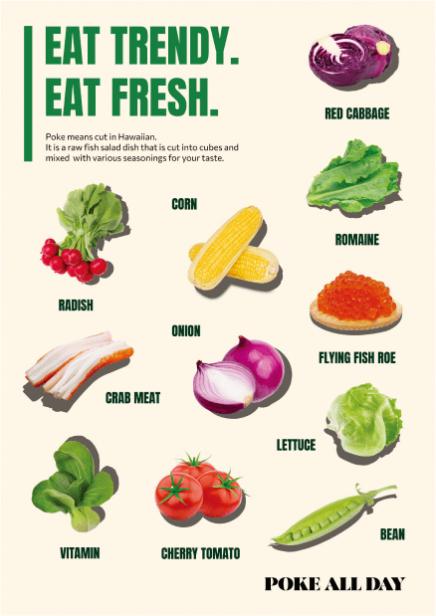 EAT TRENDY.
EAT FRESH.
Poke means cut in Hawaiian.
It is a raw fish salad dish that is cut into cubes and
mixed with various seasonings for your taste.
RED CABBAGE
CORN
ROMAINE
RADISH
ONION
FLYING FISH ROE
CRAB MEAT
LETTUCE
BEAN
VITAMIN
CHERRY TOMATO
POKE ALL DAY